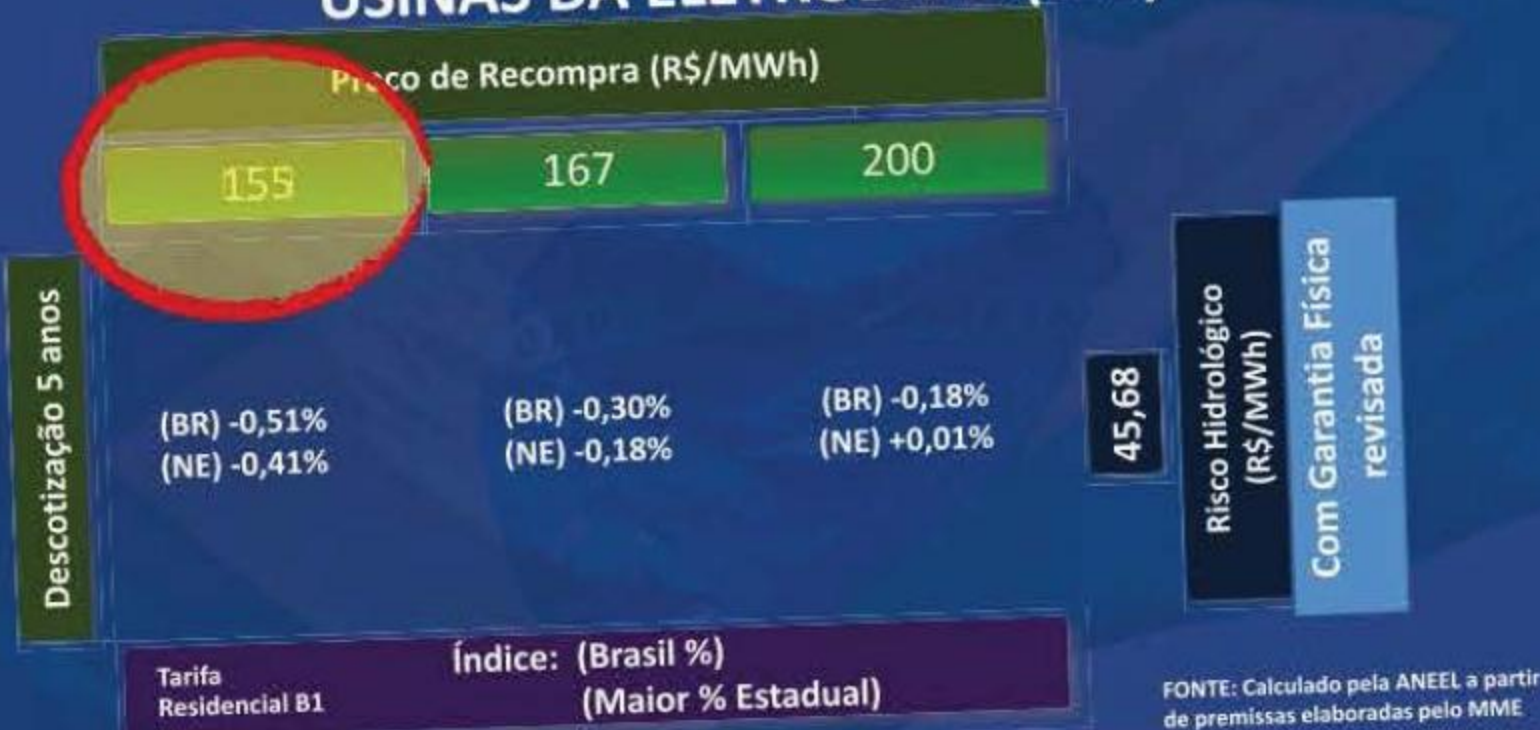 USINAS DA
Preço de Recompra (R$/MWh)
155
167
200
Descotização 5 anos
(BR) -0,51%
(NE) -0,41%
(BR) -0,30%
(NE) -0,18%
(BR) -0,18%
(NE) +0,01%
45,68
Risco Hidrológico
(R$/MWh)
Com Garantia Física
revisada
Tarifa
Residencial B1
Índice: (Brasil %)
(Maior % Estadual)
FONTE: Calculado pela ANEEL a partir
de premissas elaboradas pelo MME